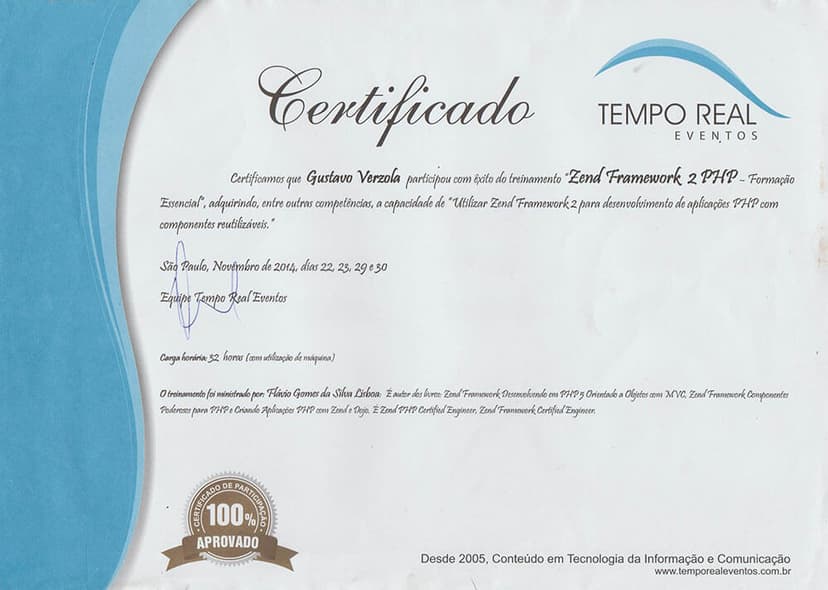 Certificado
TEMPO REAL
EVENTOS
Certificamos que Gustavo Verzola participou com êxito do treinamento "Zend Framework 2 PHP - Formação
Essencial", adquirindo, entre outras competências, a capacidade de "Utilizar Zend Framework 2 para desenvolvimento de aplicações PHP com
componentes reutilizáveis."
São Paulo, Novembro de 2014, dias 22, 23, 29 e 30
Equipe Tempo Real Eventos
Carga horária: 32 horas (com utilização de máquina)
O treinamento foi ministrado por: Flávio Gomes da Silva Lisboa: É autor dos livros: Zend Framework Desenvolvendo em PHP 5 Orientado a Objetos com MVC, Zend Framework Componentes
Poderosos para PHP e Criando Aplicações PHP com Zend e Dojo. É Zend PHP Certified Engineer, Zend Framework Certified Engineer.
CERTIFICADO DE PARTICIPAÇÃO
100%
APROVADO
Desde 2005, Conteúdo em Tecnologia da Informação e Comunicação
www.temporealeventos.com.br